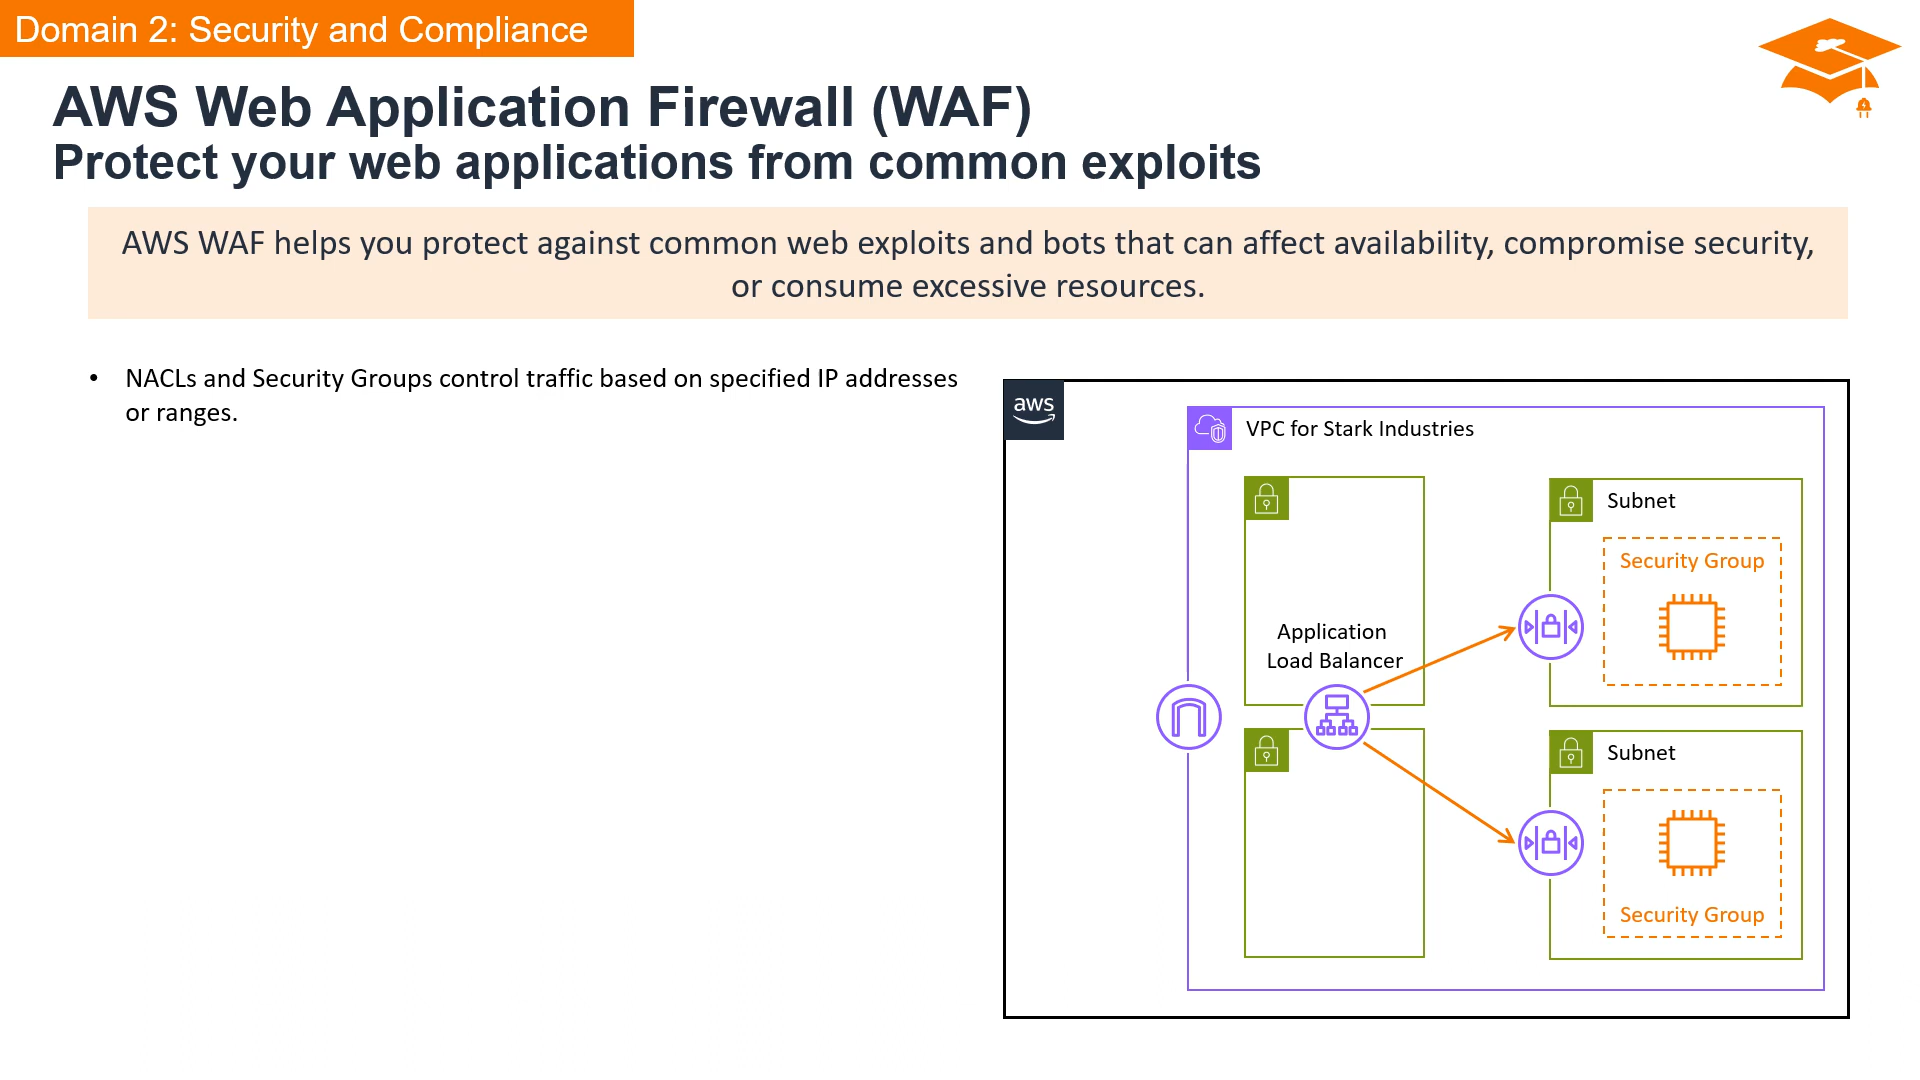 Domain 2: Security and Compliance
AWS Web Application Firewall (WAF)
Protect your web applications from common exploits
AWS WAF helps you protect against common web exploits and bots that can affect availability, compromise security,
or consume excessive resources.
• NACLs and Security Groups control traffic based on specified IP addresses
or ranges.
aws
VPC for Stark Industries
Subnet
Security Group
Application
Load Balancer
Subnet
Security Group